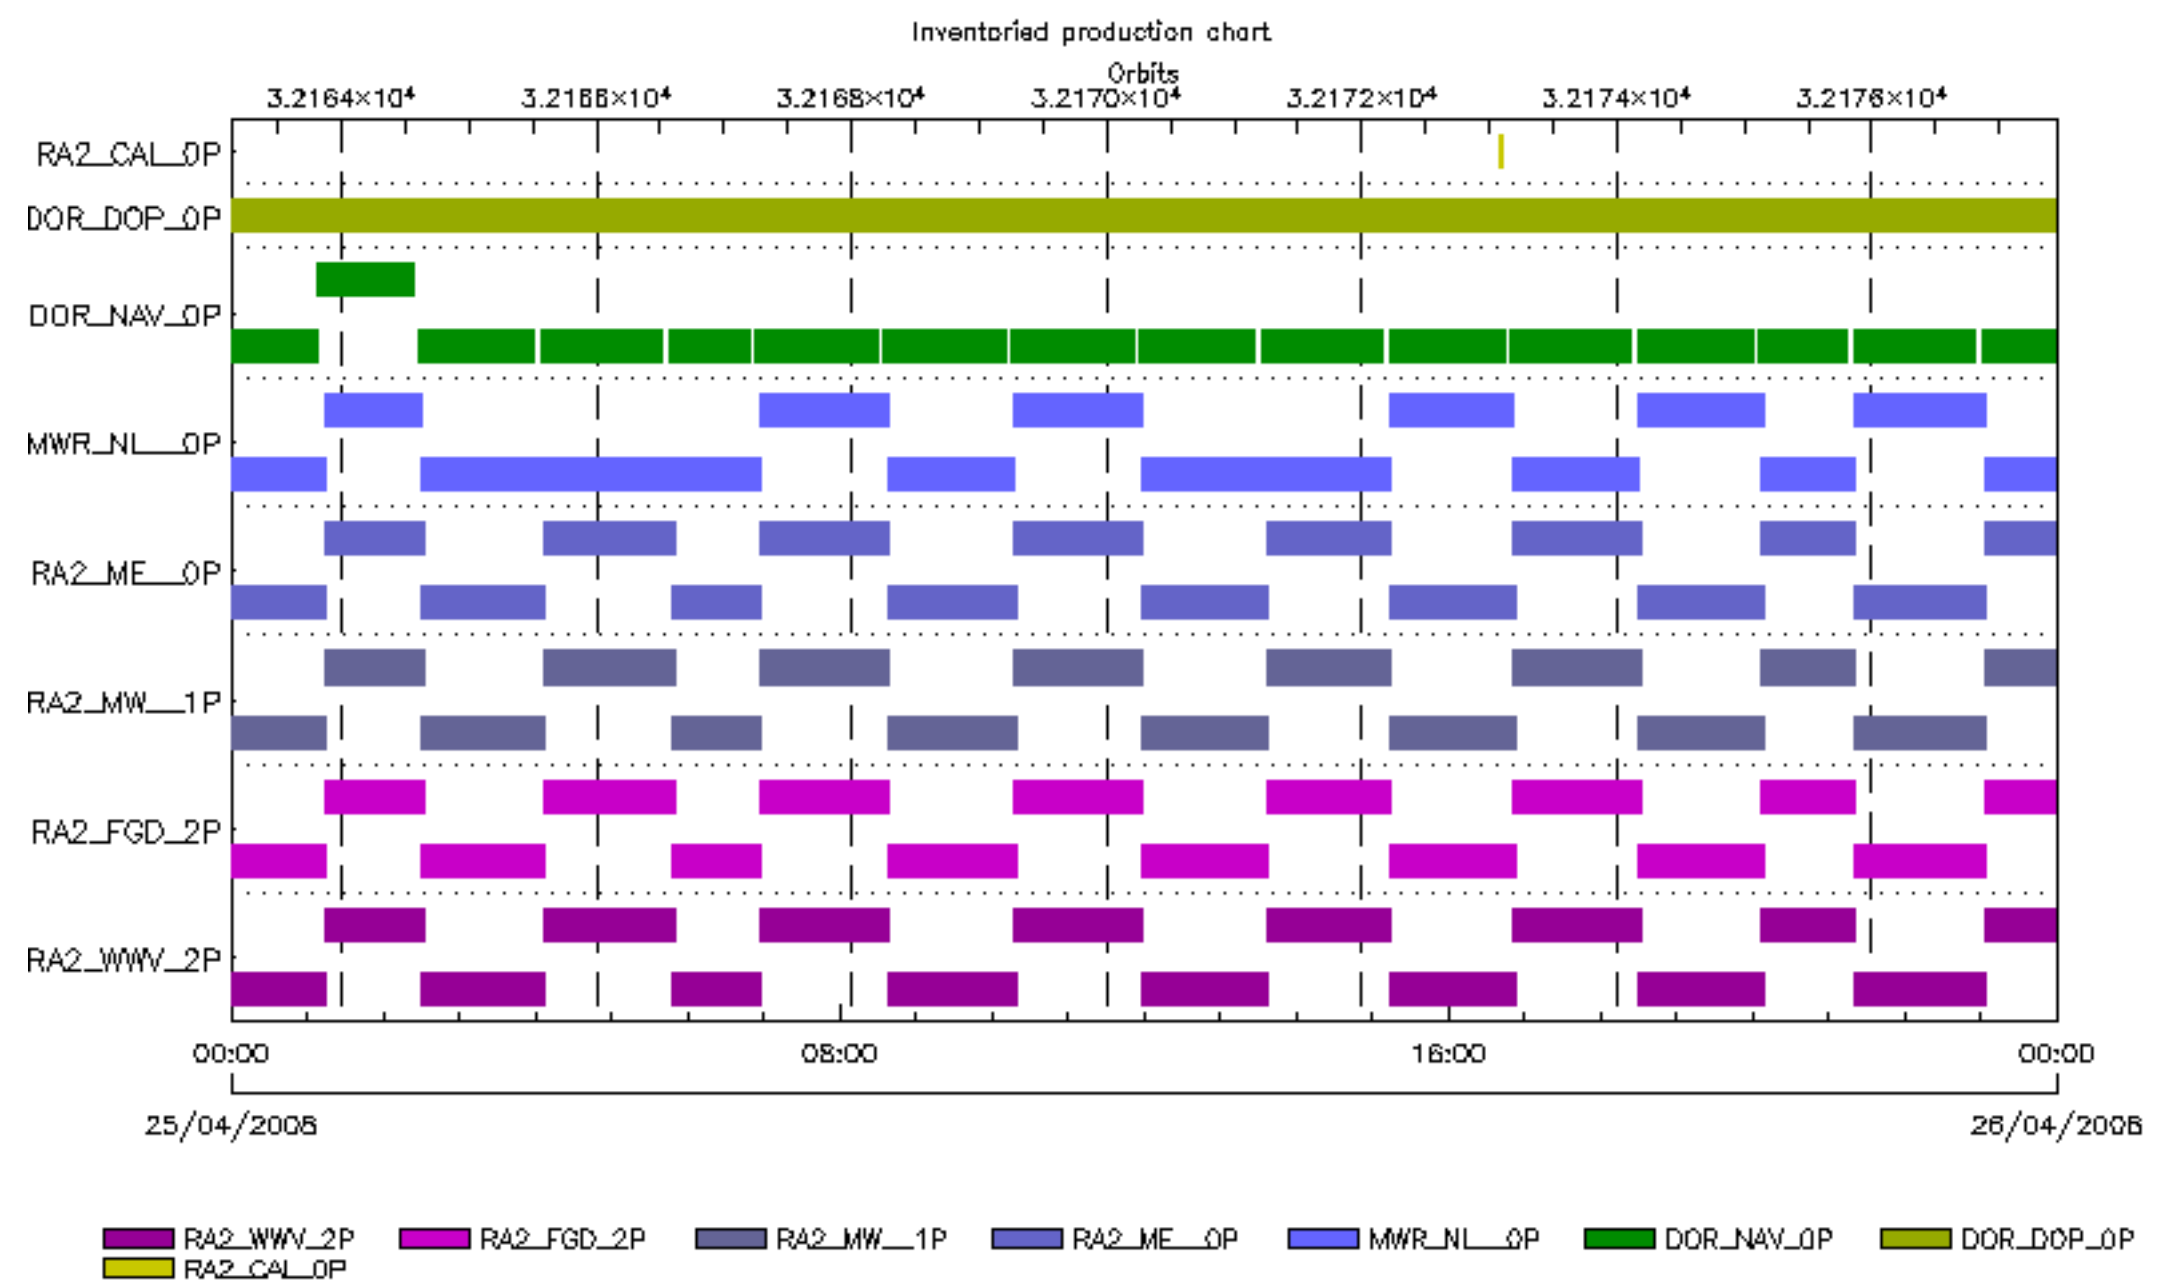 Inventoried production chart
Orbits
3.2164×10⁴ 3.2166×10⁴ 3.2168×10⁴ 3.2170×10⁴ 3.2172×10⁴ 3.2174×10⁴ 3.2176×10⁴
RA2_CAL_0P
DOR_DOP_0P
DOR_NAV_0P
MWR_NL__0P
RA2_ME__0P
RA2_MW__1P
RA2_FGD_2P
RA2_WWV_2P
00:00 08:00 16:00 00:00
25/04/2008 26/04/2008
RA2_WWV_2P RA2_FGD_2P RA2_MW__1P RA2_ME__0P MWR_NL__0P DOR_NAV_0P DOR_DOP_0P
RA2_CAL_0P